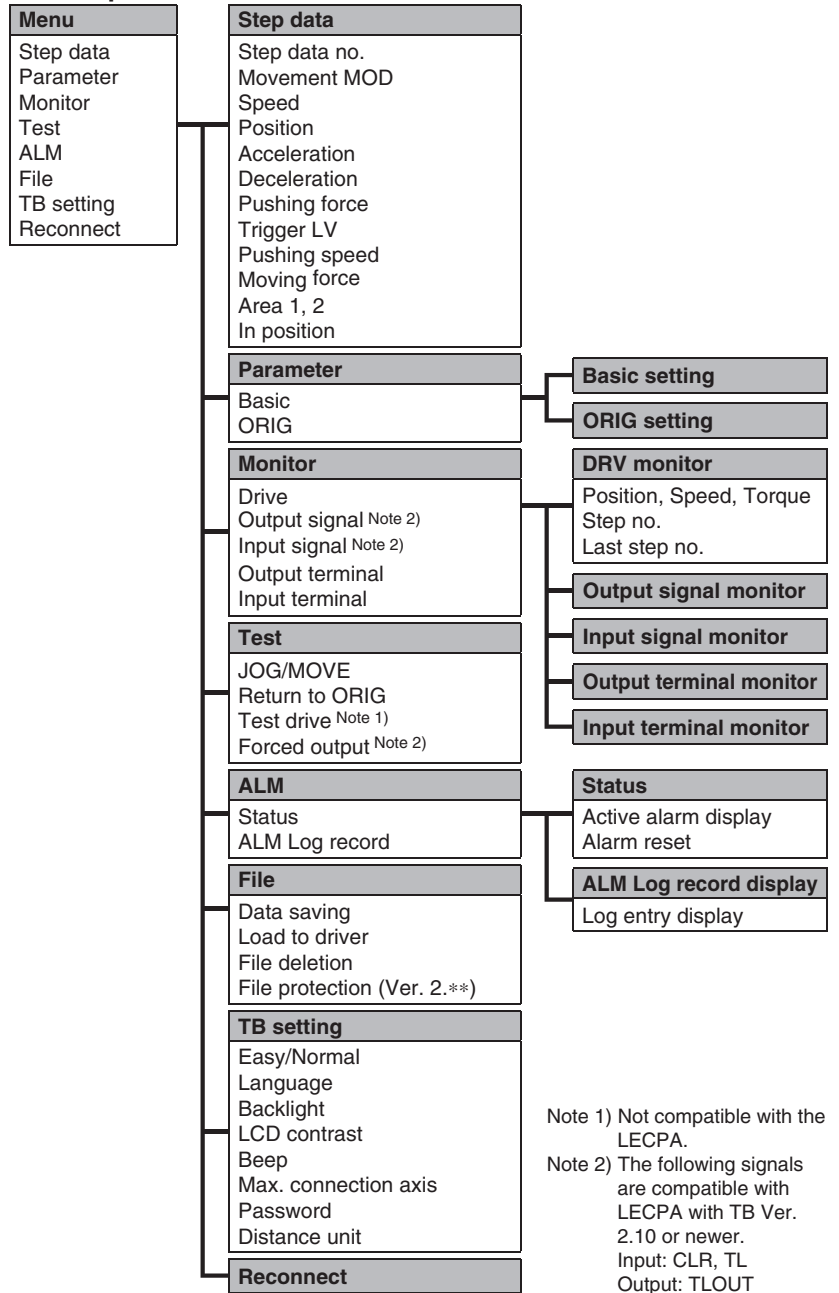 Menu
Step data
Parameter
Monitor
Test
ALM
File
TB setting
Reconnect
Step data
Step data no.
Movement MOD
Speed
Position
Acceleration
Deceleration
Pushing force
Trigger LV
Pushing speed
Moving force
Area 1, 2
In position
Parameter
Basic
ORIG
Basic setting
ORIG setting
Monitor
Drive
Output signal Note 2)
Input signal Note 2)
Output terminal
Input terminal
DRV monitor
Position, Speed, Torque
Step no.
Last step no.
Output signal monitor
Input signal monitor
Output terminal monitor
Input terminal monitor
Test
JOG/MOVE
Return to ORIG
Test drive Note 1)
Forced output Note 2)
ALM
Status
ALM Log record
Status
Active alarm display
Alarm reset
ALM Log record display
Log entry display
File
Data saving
Load to driver
File deletion
File protection (Ver. 2.**)
TB setting
Easy/Normal
Language
Backlight
LCD contrast
Beep
Max. connection axis
Password
Distance unit
Reconnect
Note 1) Not compatible with the
LECPA.
Note 2) The following signals
are compatible with
LECPA with TB Ver.
2.10 or newer.
Input: CLR, TL
Output: TLOUT